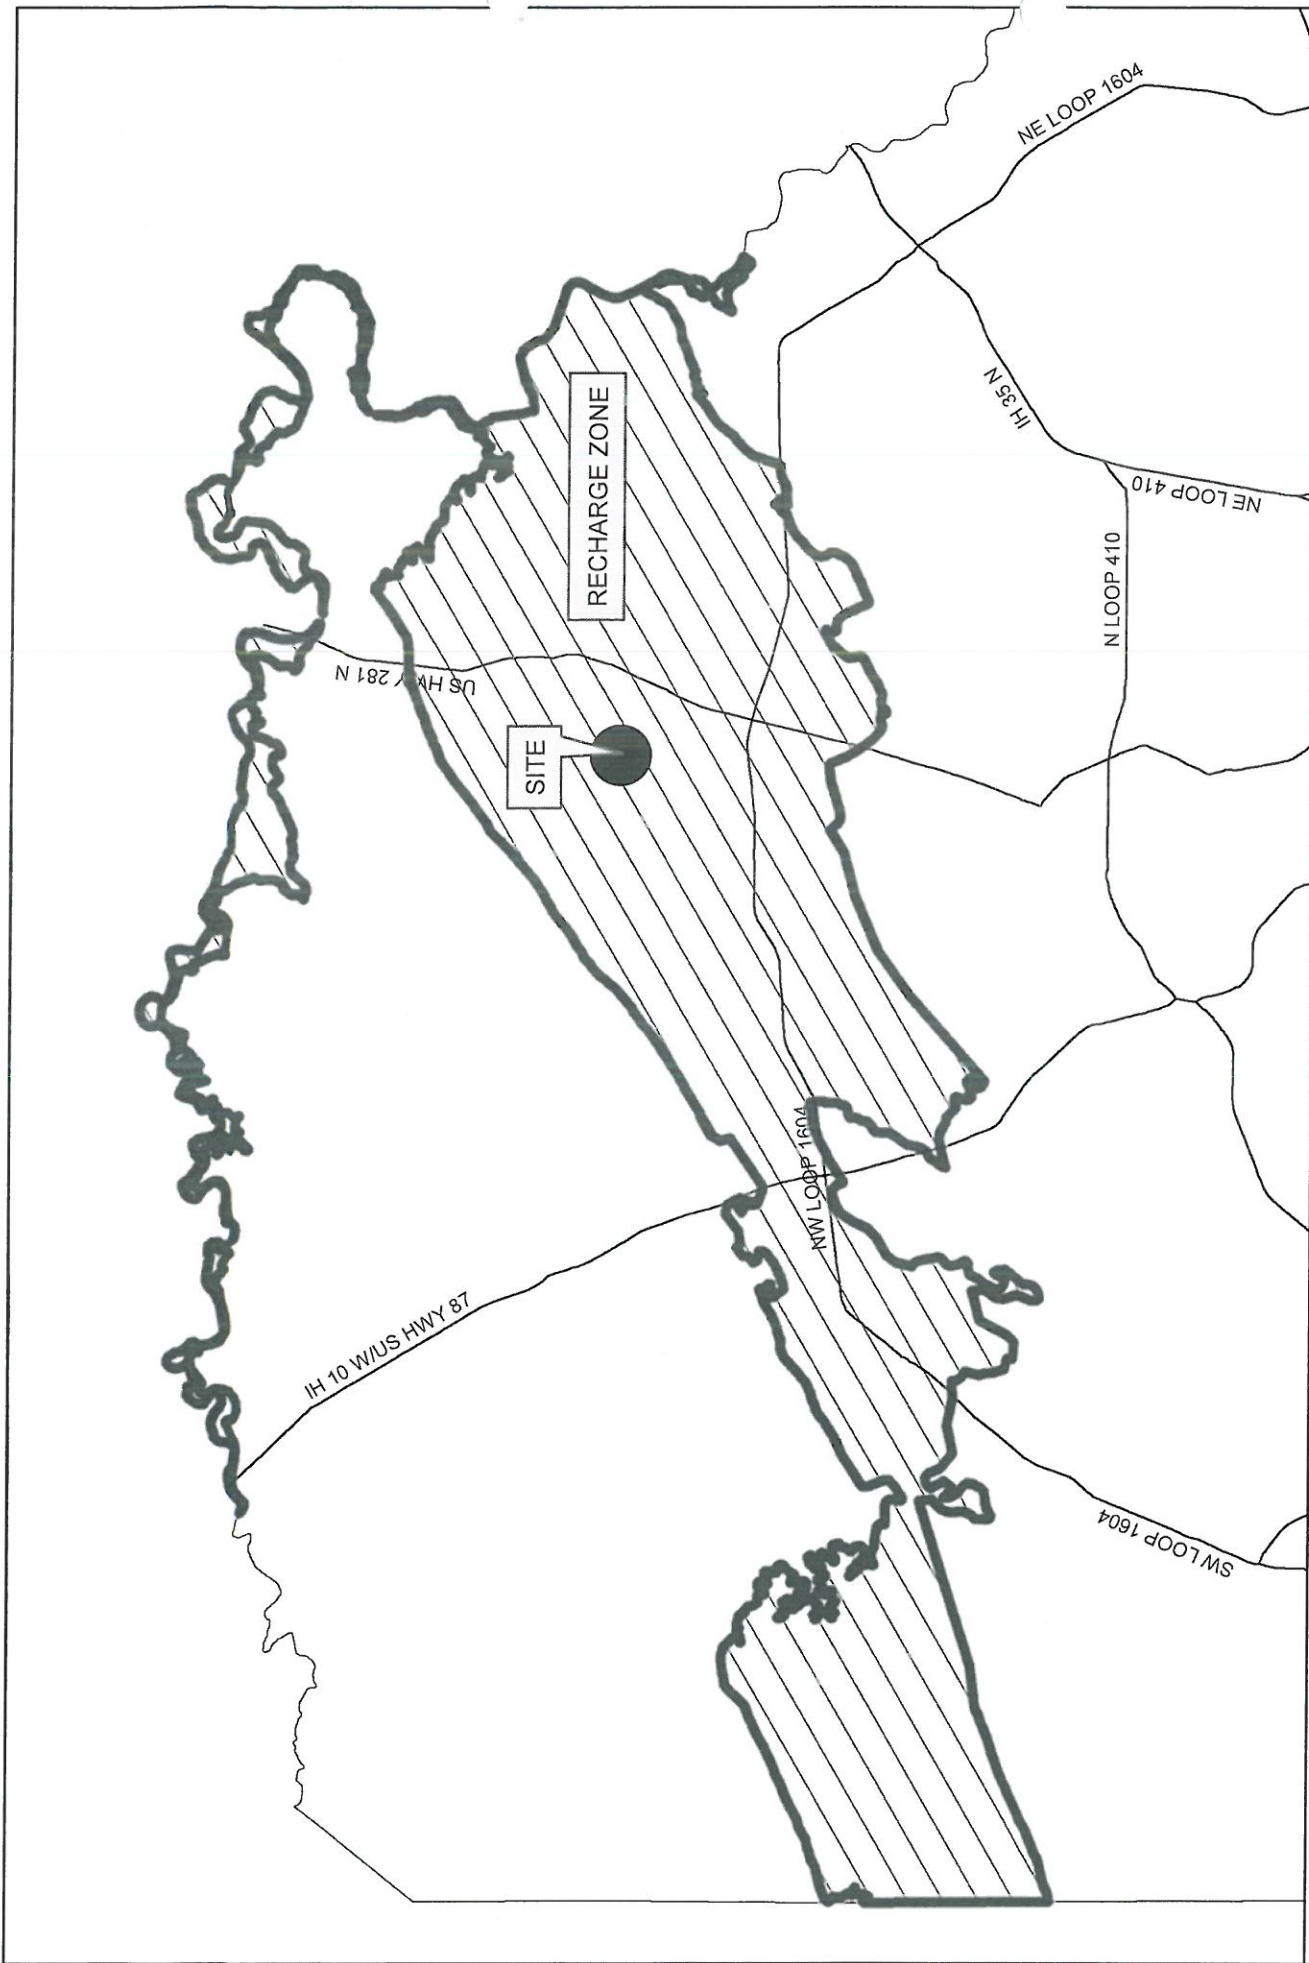 NE LOOP 1604
IH 35 N
NE LOOP 410
N LOOP 410
RECHARGE ZONE
US HWY 281 N
SITE
NW LOOP 1604
IH 10 W/US HWY 87
SW LOOP 1604